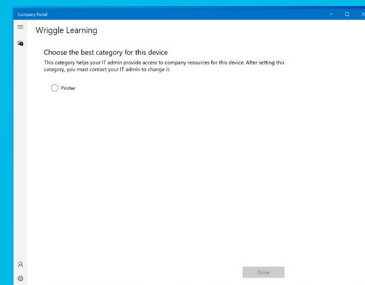 Company Portal
Wriggle Learning
Choose the best category for this device
This category helps your IT admin provide access to company resources for this device. After setting this
category, you must contact your IT admin to change it.
Printer
Done